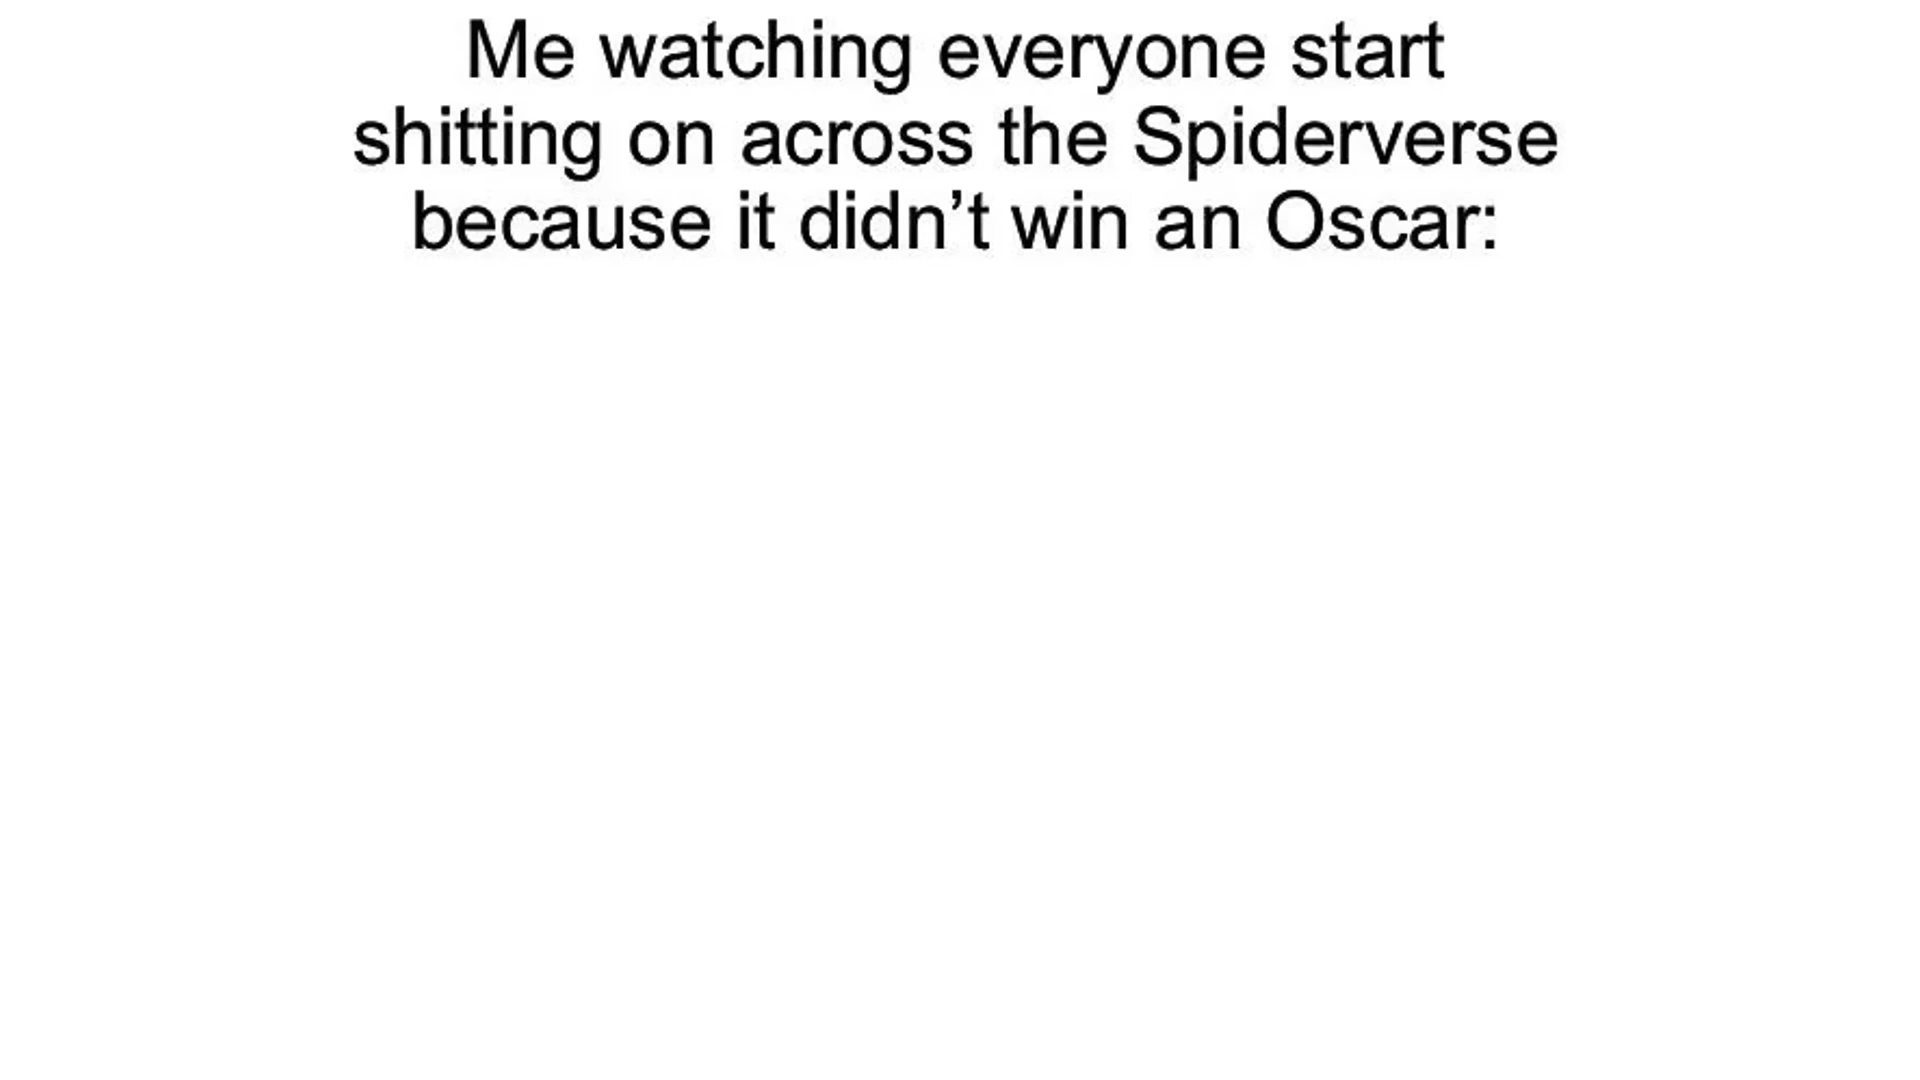 Me watching everyone start
shitting on across the Spiderverse
because it didn’t win an Oscar: